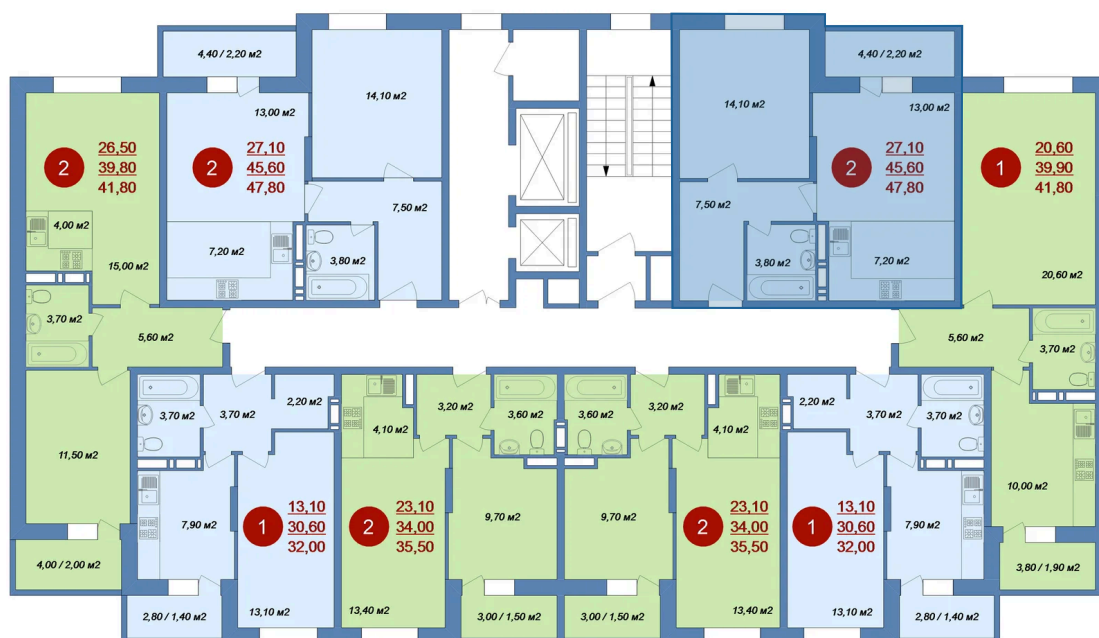 4,40 / 2,20 м2
14,10 м2
13,00 м2
2
27,10
45,60
47,80
7,50 м2
7,20 м2
3,80 м2
2
26,50
39,80
41,80
4,00 м2
15,00 м2
3,70 м2
5,60 м2
11,50 м2
4,00 / 2,00 м2
14,10 м2
4,40 / 2,20 м2
13,00 м2
2
27,10
45,60
47,80
7,50 м2
3,80 м2
7,20 м2
1
20,60
39,90
41,80
20,60 м2
5,60 м2
3,70 м2
10,00 м2
3,80 / 1,90 м2
3,70 м2
3,70 м2
2,20 м2
7,90 м2
1
13,10
30,60
32,00
13,10 м2
2,80 / 1,40 м2
4,10 м2
3,20 м2
3,60 м2
2
23,10
34,00
35,50
9,70 м2
13,40 м2
3,00 / 1,50 м2
3,60 м2
3,20 м2
4,10 м2
9,70 м2
2
23,10
34,00
35,50
13,40 м2
3,00 / 1,50 м2
2,20 м2
3,70 м2
3,70 м2
1
13,10
30,60
32,00
7,90 м2
13,10 м2
2,80 / 1,40 м2